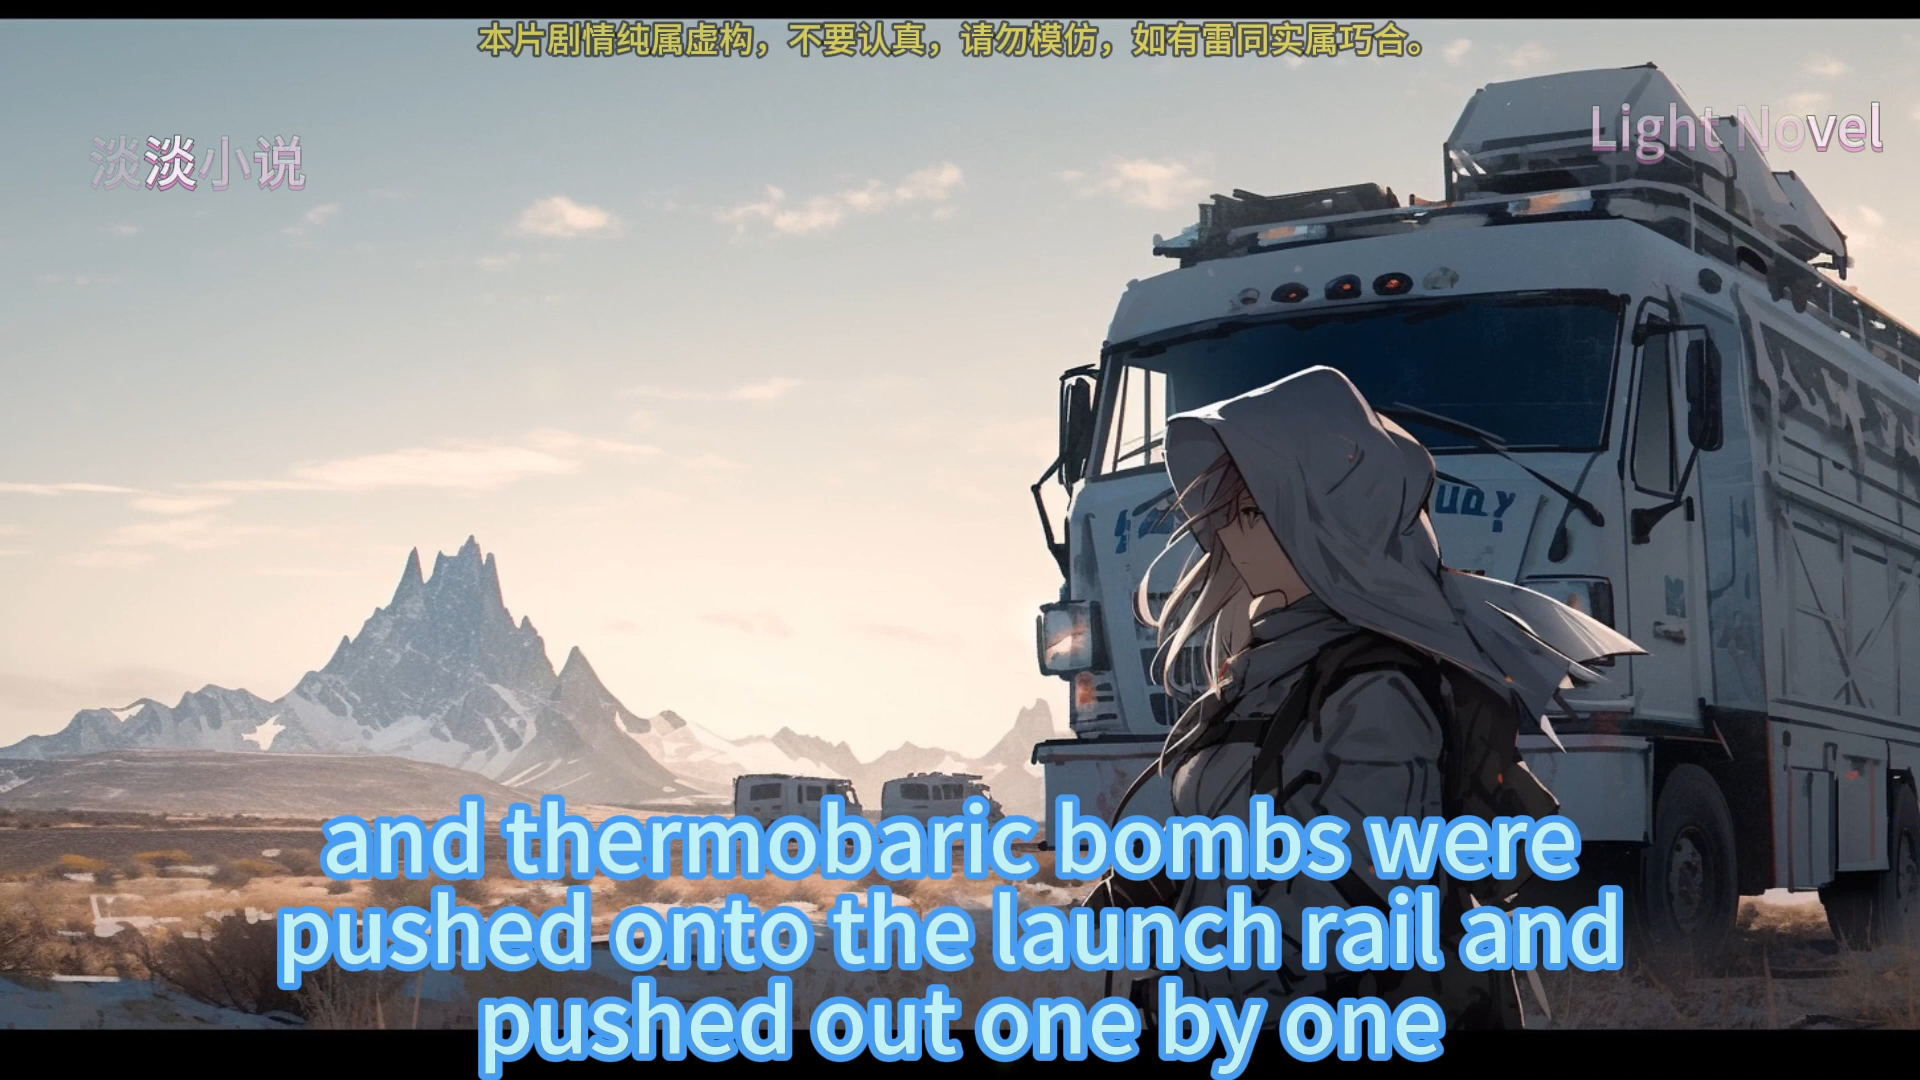 本片剧情纯属虚构，不要认真，请勿模仿，如有雷同实属巧合。
淡淡小说
Light Novel
and thermobaric bombs were
pushed onto the launch rail and
pushed out one by one